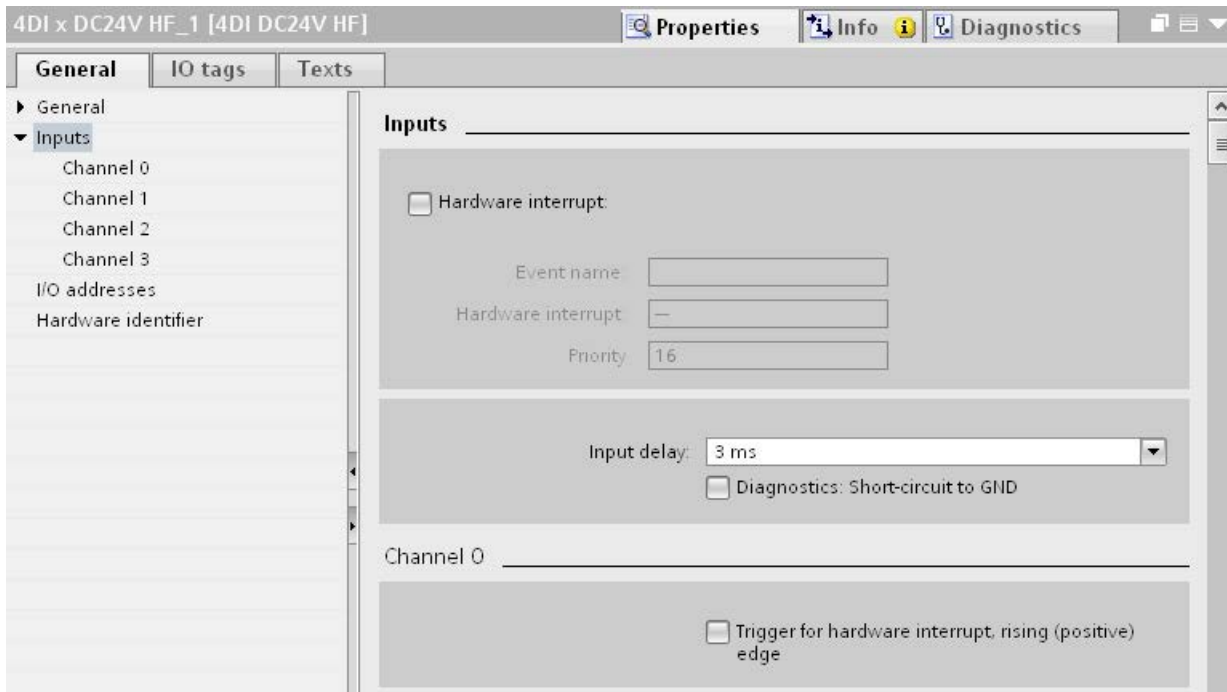 4DI x DC24V HF_1 [4DI DC24V HF]
Properties
Info
Diagnostics
General
IO tags
Texts
General
Inputs
Channel 0
Channel 1
Channel 2
Channel 3
I/O addresses
Hardware identifier
Inputs
Hardware interrupt:
Event name
Hardware interrupt
---
Priority
16
Input delay:
3 ms
Diagnostics: Short-circuit to GND
Channel 0
Trigger for hardware interrupt, rising (positive)
edge